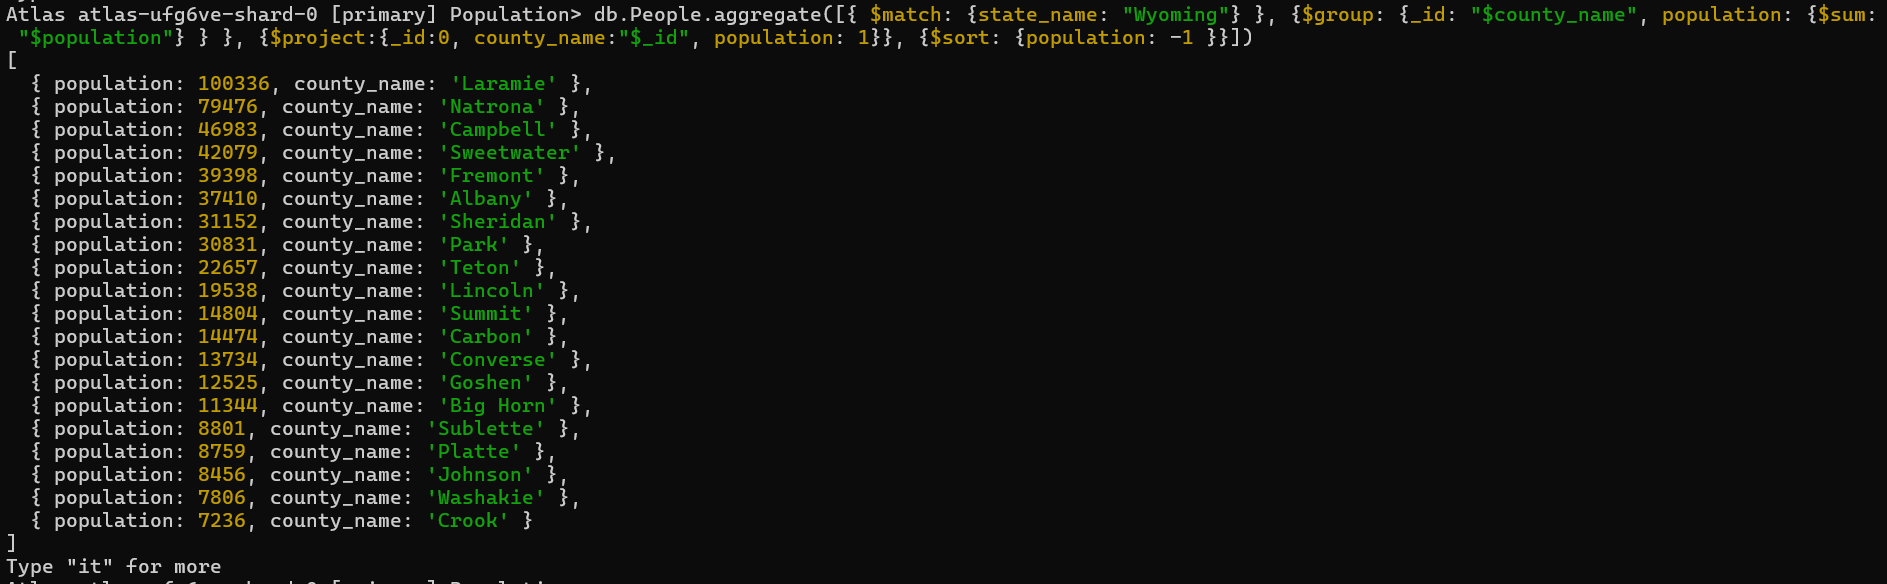 Atlas atlas-ufg6ve-shard-0 [primary] Population> db.People.aggregate([{ $match: {state_name: "Wyoming"} }, {$group: {_id: "$county_name", population: {$sum:
"$population"} } }, {$project:{_id:0, county_name:"$_id", population: 1}}, {$sort: {population: -1 }}])
[
  { population: 100336, county_name: 'Laramie' },
  { population: 79476, county_name: 'Natrona' },
  { population: 46983, county_name: 'Campbell' },
  { population: 42079, county_name: 'Sweetwater' },
  { population: 39398, county_name: 'Fremont' },
  { population: 37410, county_name: 'Albany' },
  { population: 31152, county_name: 'Sheridan' },
  { population: 30831, county_name: 'Park' },
  { population: 22657, county_name: 'Teton' },
  { population: 19538, county_name: 'Lincoln' },
  { population: 14804, county_name: 'Summit' },
  { population: 14474, county_name: 'Carbon' },
  { population: 13734, county_name: 'Converse' },
  { population: 12525, county_name: 'Goshen' },
  { population: 11344, county_name: 'Big Horn' },
  { population: 8801, county_name: 'Sublette' },
  { population: 8759, county_name: 'Platte' },
  { population: 8456, county_name: 'Johnson' },
  { population: 7806, county_name: 'Washakie' },
  { population: 7236, county_name: 'Crook' }
]
Type "it" for more